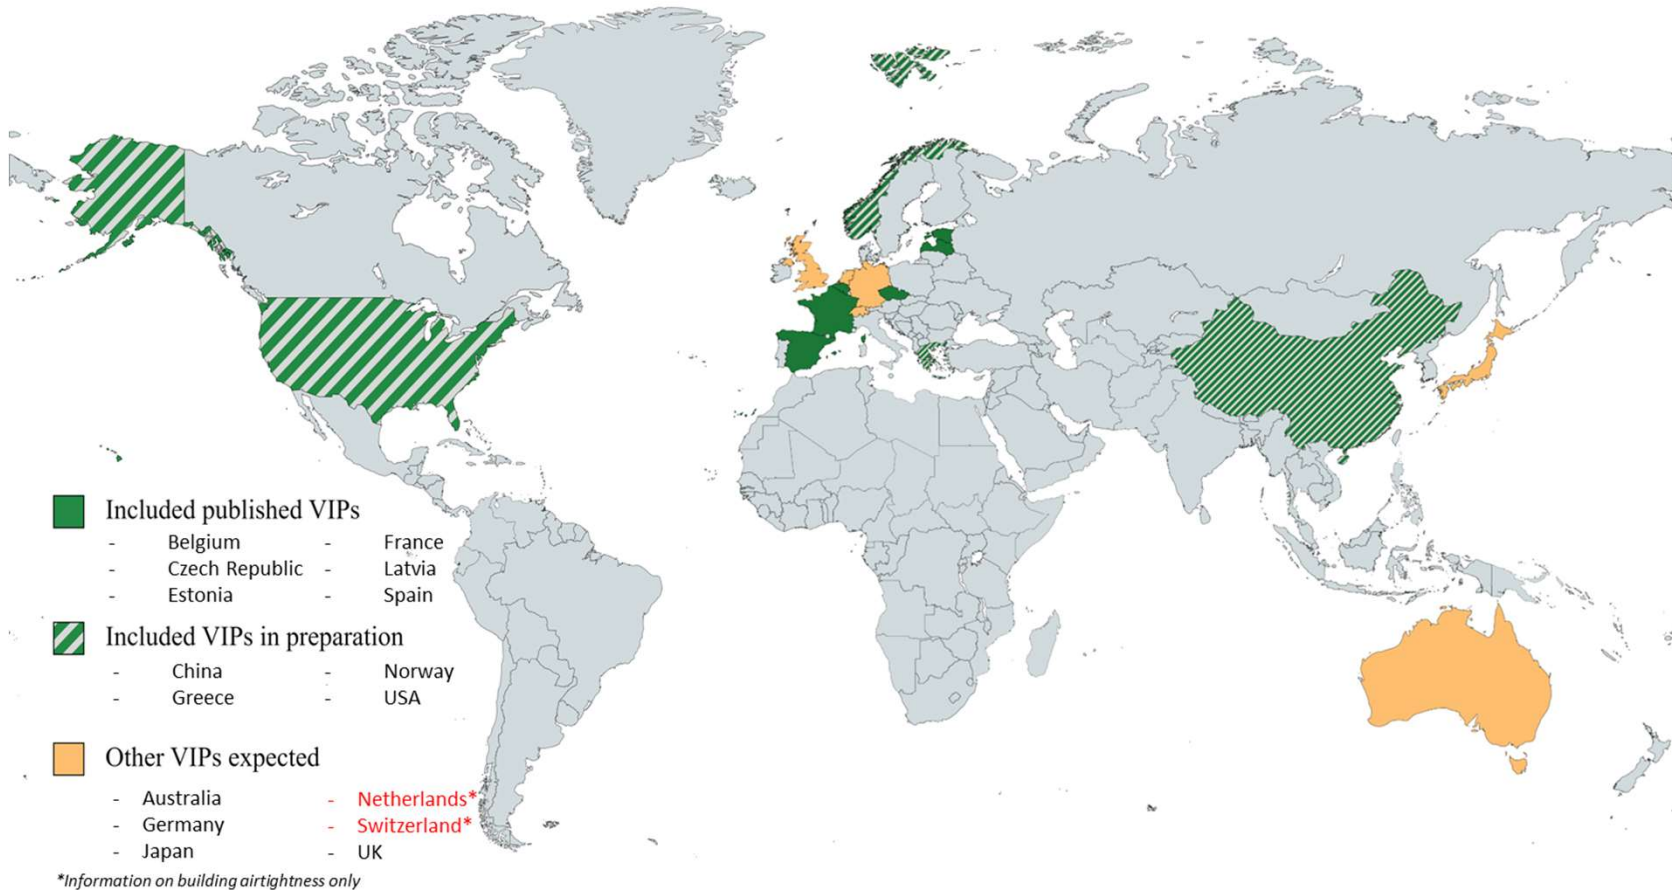 Included published VIPs
- Belgium - France
- Czech Republic - Latvia
- Estonia - Spain
Included VIPs in preparation
- China - Norway
- Greece - USA
Other VIPs expected
- Australia - Netherlands*
- Germany - Switzerland*
- Japan - UK
*Information on building airtightness only